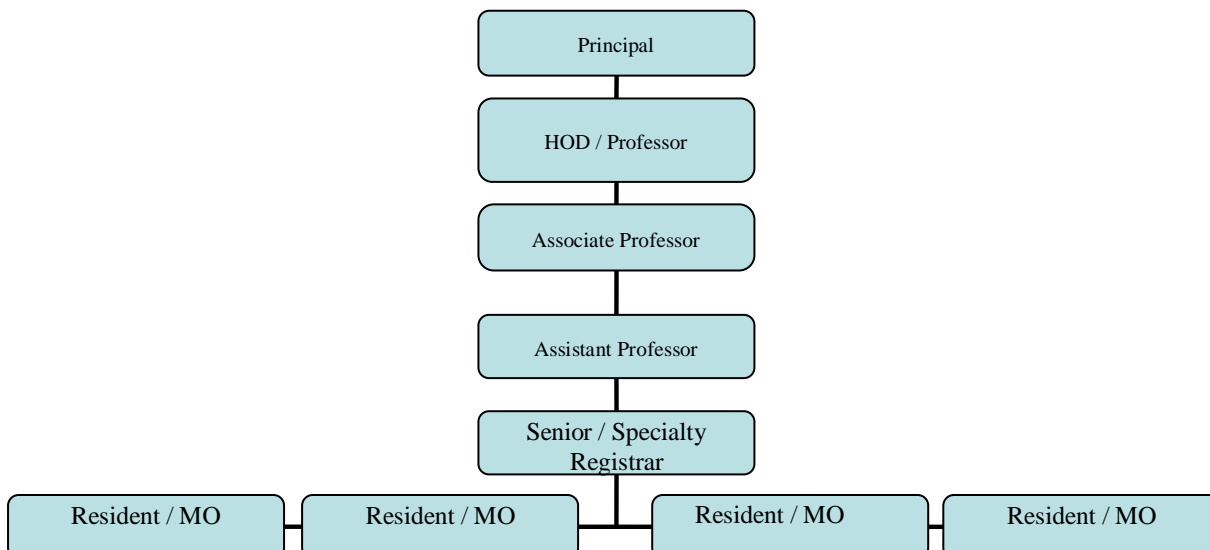 Principal
HOD / Professor
Associate Professor
Assistant Professor
Senior / Specialty
Registrar
Resident / MO
Resident / MO
Resident / MO
Resident / MO